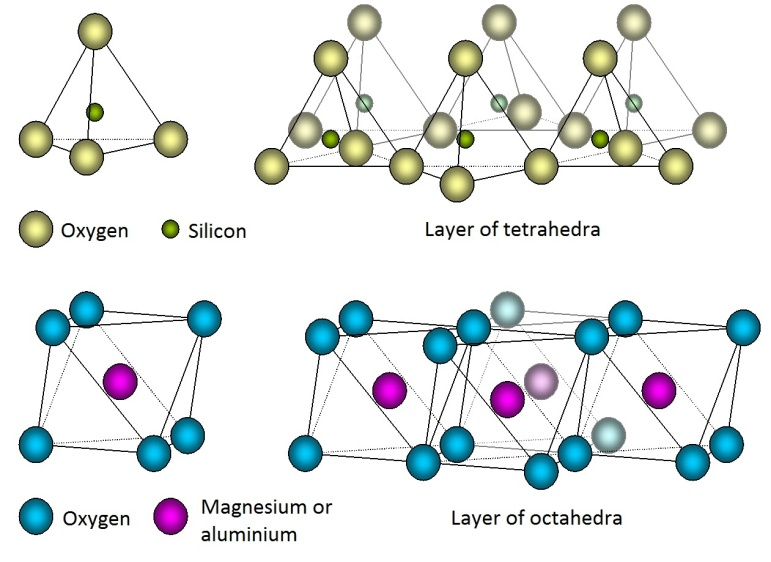 Oxygen
Silicon
Layer of tetrahedra
Oxygen
Magnesium or
aluminium
Layer of octahedra